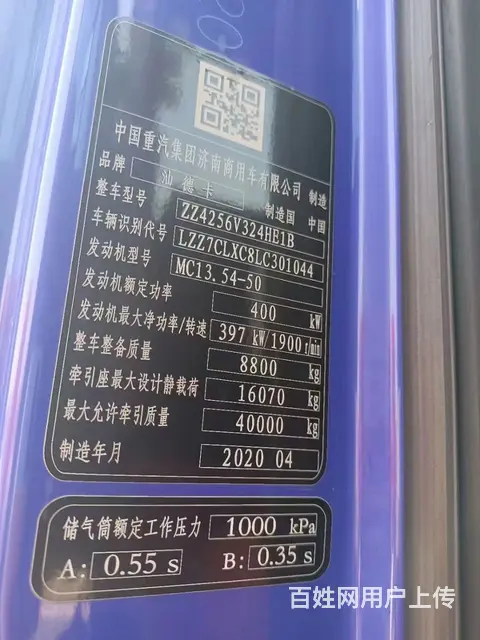 中国重汽集团济南商用车有限公司 制造
品牌 汕德卡 制造国 中国
整车型号 ZZ4256V324HE1B
车辆识别代号 LZZ7CLXC8LC301044
发动机型号 MC13.54-50
发动机额定功率 400 kW
发动机最大净功率/转速 397 kW/1900 r/min
整车整备质量 8800 kg
牵引座最大设计静载荷 16070 kg
最大允许牵引质量 40000 kg
制造年月 2020 04
储气筒额定工作压力 1000 kPa
A: 0.55 s B: 0.35 s
百姓网用户上传